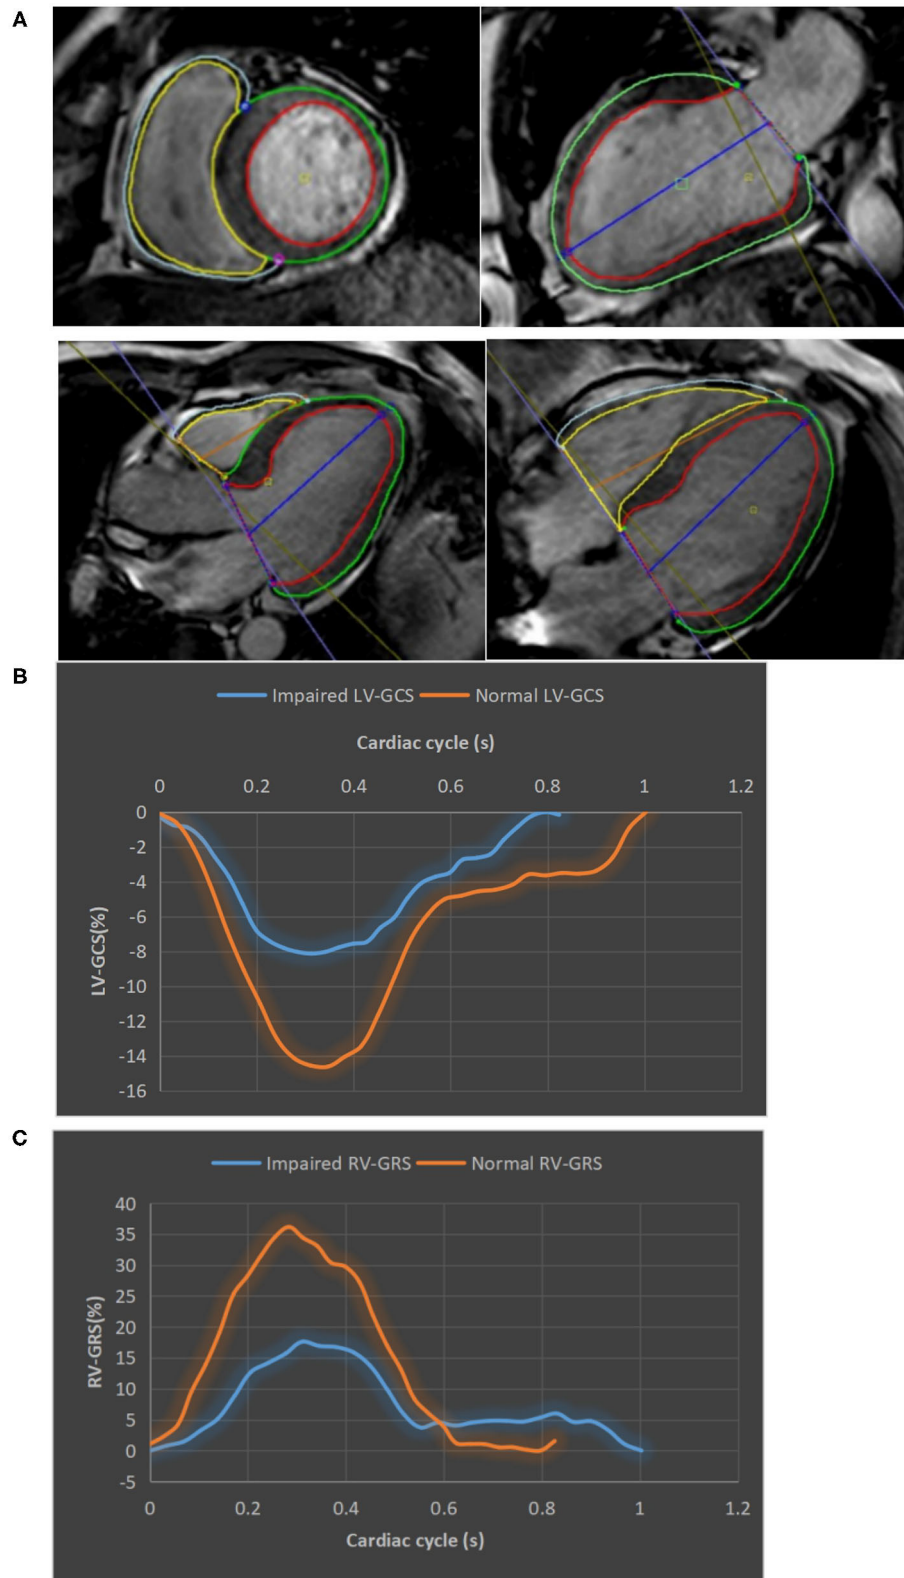 A
B
Impaired LV-GCS Normal LV-GCS
Cardiac cycle (s)
0 0.2 0.4 0.6 0.8 1 1.2
0
-2
-4
-6
-8
-10
-12
-14
-16
LV-GCS(%)
C
Impaired RV-GRS Normal RV-GRS
40
35
30
25
20
15
10
5
0
-5
RV-GRS(%)
0 0.2 0.4 0.6 0.8 1 1.2
Cardiac cycle (s)